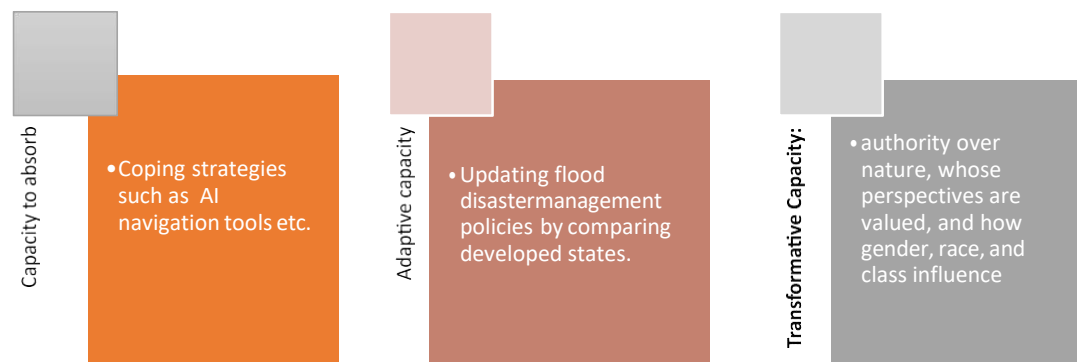 Capacity to absorb
•Coping strategies
such as AI
navigation tools etc.
Adaptive capacity
•Updating flood
disastermanagement
policies by comparing
developed states.
Transformative Capacity:
•authority over
nature, whose
perspectives are
valued, and how
gender, race, and
class influence